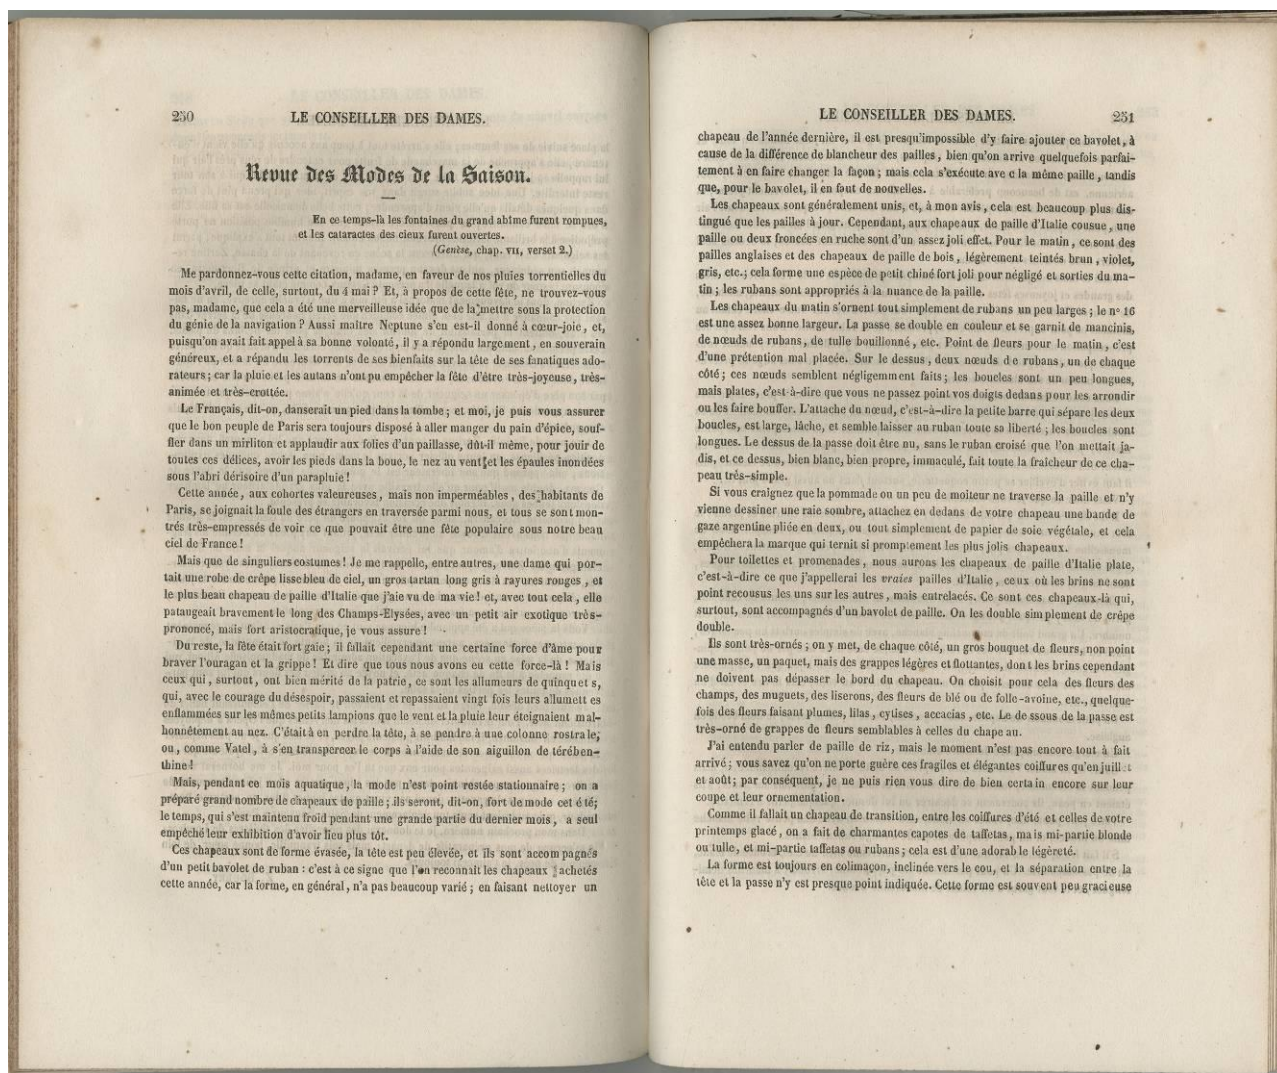 250
LE CONSEILLER DES DAMES.
Revue des Modes de la Saison.
En ce temps-là les fontaines du grand abîme furent rompues,
et les cataractes des cieux furent ouvertes.
(Genèse, chap. VII, verset 2.)
Me pardonnez-vous cette citation, madame, en faveur de nos pluies torrentielles du
mois d'avril, de celle, surtout, du 4 mai ? Et, à propos de cette fête, ne trouvez-vous
pas, madame, que cela a été une merveilleuse idée que de la mettre sous la protection
du génie de la navigation ? Aussi maître Neptune s'en est-il donné à cœur-joie, et,
puisqu'on avait fait appel à sa bonne volonté, il y a répondu largement, en souverain
généreux, et a répandu les torrents de ses bienfaits sur la tête de ses fanatiques ado-
rateurs ; car la pluie et les autans n'ont pu empêcher la fête d'être très-joyeuse, très-
animée et très-crottée.
Le Français, dit-on, danserait un pied dans la tombe ; et moi, je puis vous assurer
que le bon peuple de Paris sera toujours disposé à aller manger du pain d'épice, souf-
fler dans un mirliton et applaudir aux folies d'un paillasse, dût-il même, pour jouir de
toutes ces délices, avoir les pieds dans la boue, le nez au vent et les épaules inondées
sous l'abri dérisoire d'un parapluie !
Cette année, aux cohortes valeureuses, mais non imperméables, des habitants de
Paris, se joignait la foule des étrangers en traversée parmi nous, et tous se sont mon-
trés très-empressés de voir ce que pouvait être une fête populaire sous notre beau
ciel de France !
Mais que de singuliers costumes ! Je me rappelle, entre autres, une dame qui por-
tait une robe de crêpe lisse bleu de ciel, un gros tartan long gris à rayures rouges, et
le plus beau chapeau de paille d'Italie que j'aie vu de ma vie ! et, avec tout cela, elle
pataugeait bravement le long des Champs-Elysées, avec un petit air exotique très-
prononcé, mais fort aristocratique, je vous assure !
Du reste, la fête était fort gaie ; il fallait cependant une certaine force d'âme pour
braver l'ouragan et la grippe ! Et dire que tous nous avons eu cette force-là ! Mais
ceux qui, surtout, ont bien mérité de la patrie, ce sont les allumeurs de quinquet s,
qui, avec le courage du désespoir, passaient et repassaient vingt fois leurs allumett es
enflammées sur les mêmes petits lampions que le vent et la pluie leur éteignaient mal-
honnêtement au nez. C'était à en perdre la tête, à se pendre à une colonne rostrale,
ou, comme Vatel, à s'en transpercer le corps à l'aide de son aiguillon de térében-
thine !
Mais, pendant ce mois aquatique, la mode n'est point restée stationnaire ; on a
préparé grand nombre de chapeaux de paille ; ils seront, dit-on, fort de mode cet é té;
le temps, qui s'est maintenu froid pendant une grande partie du dernier mois, a seul
empêché leur exhibition d'avoir lieu plus tôt.
Ces chapeaux sont de forme évasée, la tête est peu élevée, et ils sont accom pagnés
d'un petit bavolet de ruban : c'est à ce signe que l'on reconnaît les chapeaux achetés
cette année, car la forme, en général, n'a pas beaucoup varié ; en faisant nettoyer un
LE CONSEILLER DES DAMES.
251
chapeau de l'année dernière, il est presqu'impossible d'y faire ajouter ce bavolet, à
cause de la différence de blancheur des pailles, bien qu'on arrive quelquefois parfai-
tement à en faire changer la façon ; mais cela s'exécute ave c la même paille, tandis
que, pour le bavolet, il en faut de nouvelles.
Les chapeaux sont généralement unis, et, à mon avis, cela est beaucoup plus dis-
tingué que les pailles à jour. Cependant, aux chapeaux de paille d'Italie cousue, une
paille ou deux froncées en ruche sont d'un assez joli effet. Pour le matin, ce sont des
pailles anglaises et des chapeaux de paille de bois, légèrement teintés brun, violet,
gris, etc.; cela forme une espèce de petit chiné fort joli pour négligé et sorties du ma-
tin ; les rubans sont appropriés à la nuance de la paille.
Les chapeaux du matin s'ornent tout simplement de rubans un peu larges ; le n° 16
est une assez bonne largeur. La passe se double en couleur et se garnit de mancinis,
de nœuds de rubans, de tulle bouillonné, etc. Point de fleurs pour le matin, c'est
d'une prétention mal placée. Sur le dessus, deux nœuds de rubans, un de chaque
côté ; ces nœuds semblent négligemment faits ; les boucles sont un peu longues,
mais plates, c'est-à-dire que vous ne passez point vos doigts dedans pour les arrondir
ou les faire bouffer. L'attache du nœud, c'est-à-dire la petite barre qui sépare les deux
boucles, est large, lâche, et semble laisser au ruban toute sa liberté ; les boucles sont
longues. Le dessus de la passe doit être nu, sans le ruban croisé que l'on mettait ja-
dis, et ce dessus, bien blanc, bien propre, immaculé, fait toute la fraîcheur de ce cha-
peau très-simple.
Si vous craignez que la pommade ou un peu de moiteur ne traverse la paille et n'y
vienne dessiner une raie sombre, attachez en dedans de votre chapeau une bande de
gaze argentine pliée en deux, ou tout simplement de papier de soie végétale, et cela
empêchera la marque qui ternit si promptement les plus jolis chapeaux.
Pour toilettes et promenades, nous aurons les chapeaux de paille d'Italie plate,
c'est-à-dire ce que j'appellerai les vraies pailles d'Italie, ceux où les brins ne sont
point recousus les uns sur les autres, mais entrelacés. Ce sont ces chapeaux-là qui,
surtout, sont accompagnés d'un bavolet de paille. On les double simplement de crêpe
double.
Ils sont très-ornés ; on y met, de chaque côté, un gros bouquet de fleurs, non point
une masse, un paquet, mais des grappes légères et flottantes, dont les brins cependant
ne doivent pas dépasser le bord du chapeau. On choisit pour cela des fleurs des
champs, des muguets, des liserons, des fleurs de blé ou de folle-avoine, etc., quelque-
fois des fleurs faisant plumes, lilas, cytises, accacias, etc. Le de ssous de la passe est
très-orné de grappes de fleurs semblables à celles du chape au.
J'ai entendu parler de paille de riz, mais le moment n'est pas encore tout à fait
arrivé ; vous savez qu'on ne porte guère ces fragiles et élégantes coiffures qu'en juill t
et août ; par conséquent, je ne puis rien vous dire de bien certain encore sur leur
coupe et leur ornementation.
Comme il fallait un chapeau de transition, entre les coiffures d'été et celles de votre
printemps glacé, on a fait de charmantes capotes de taffetas, mais mi-partie blonde
ou tulle, et mi-partie taffetas ou rubans ; cela est d'une adorable légèreté.
La forme est toujours en colimaçon, inclinée vers le cou, et la séparation entre la
tête et la passe n'y est presque point indiquée. Cette forme est souvent peu gracieuse